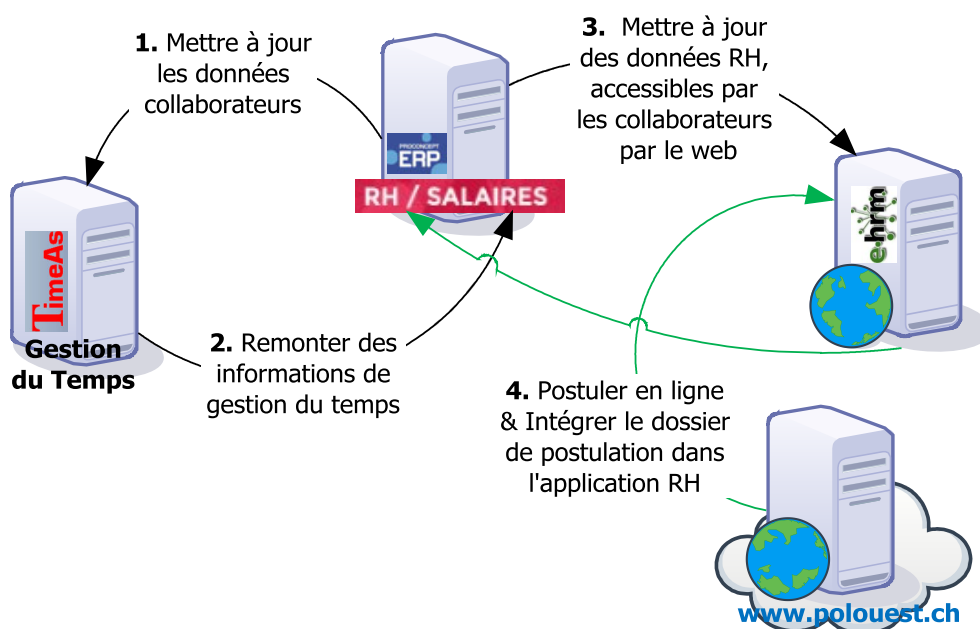 1. Mettre à jour
les données
collaborateurs
3. Mettre à jour
des données RH,
accessibles par
les collaborateurs
par le web
PROCONCEPT
ERP
RH / SALAIRES
e-hrm
TimeAs
Gestion
du Temps
2. Remonter des
informations de
gestion du temps
4. Postuler en ligne
& Intégrer le dossier
de postulation dans
l'application RH
www.polouest.ch